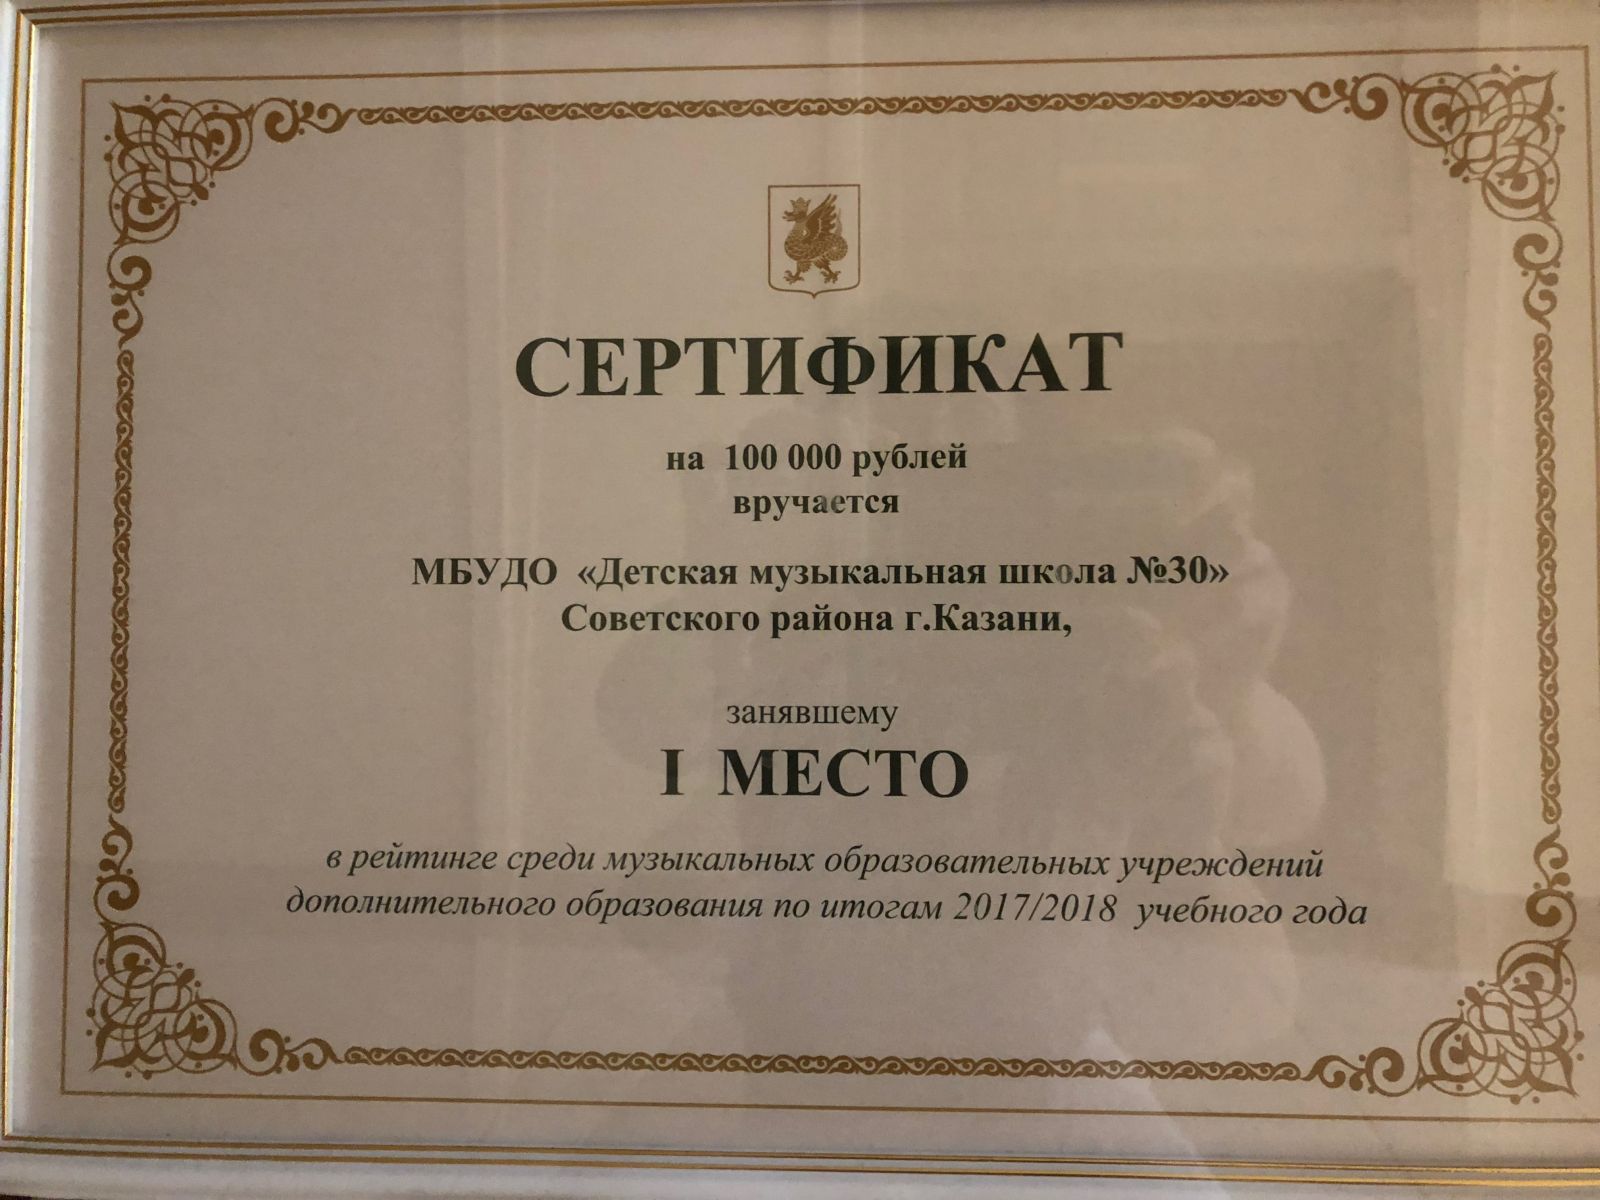 СЕРТИФИКАТ
на 100 000 рублей
вручается
МБУДО «Детская музыкальная школа №30»
Советского района г.Казани,
занявшему
I МЕСТО
в рейтинге среди музыкальных образовательных учреждений
дополнительного образования по итогам 2017/2018 учебного года